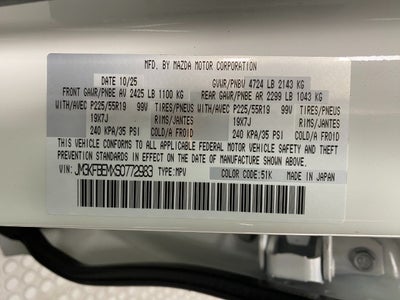 MFD. BY MAZDA MOTOR CORPORATION
DATE 10/25 GVWR/PNBV 4724 LB 2143 KG
FRONT GAWR/PNBE AV 2425 LB 1100 KG REAR GAWR/PNBE AR 2299 LB 1043 KG
WITH/AVEC P225/55R19 99V TIRES/PNEUS WITH/AVEC P225/55R19 99V TIRES/PNEUS
19X7J RIMS/JANTES 19X7J RIMS/JANTES
240 KPA/35 PSI COLD/A FROID 240 KPA/35 PSI COLD/A FROID
THIS VEHICLE CONFORMS TO ALL APPLICABLE FEDERAL MOTOR VEHICLE SAFETY, BUMPER, AND THEFT
PREVENTION STANDARDS IN EFFECT ON THE DATE OF MANUFACTURE SHOWN ABOVE.
VIN: JM3KFBEMXS0772983 TYPE:MPV COLOR CODE:51K MADE IN JAPAN